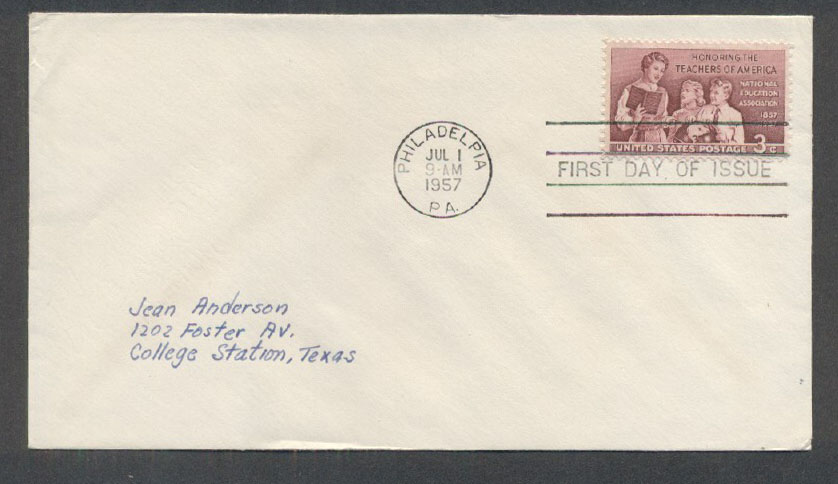 HONORING THE
TEACHERS OF AMERICA
NATIONAL
EDUCATION
ASSOCIATION
1857
UNITED STATES POSTAGE 3¢
PHILADELPIA
JUL 1
9-AM
1957
PA.
FIRST DAY OF ISSUE
Jean Anderson
1202 Foster Av.
College Station, Texas